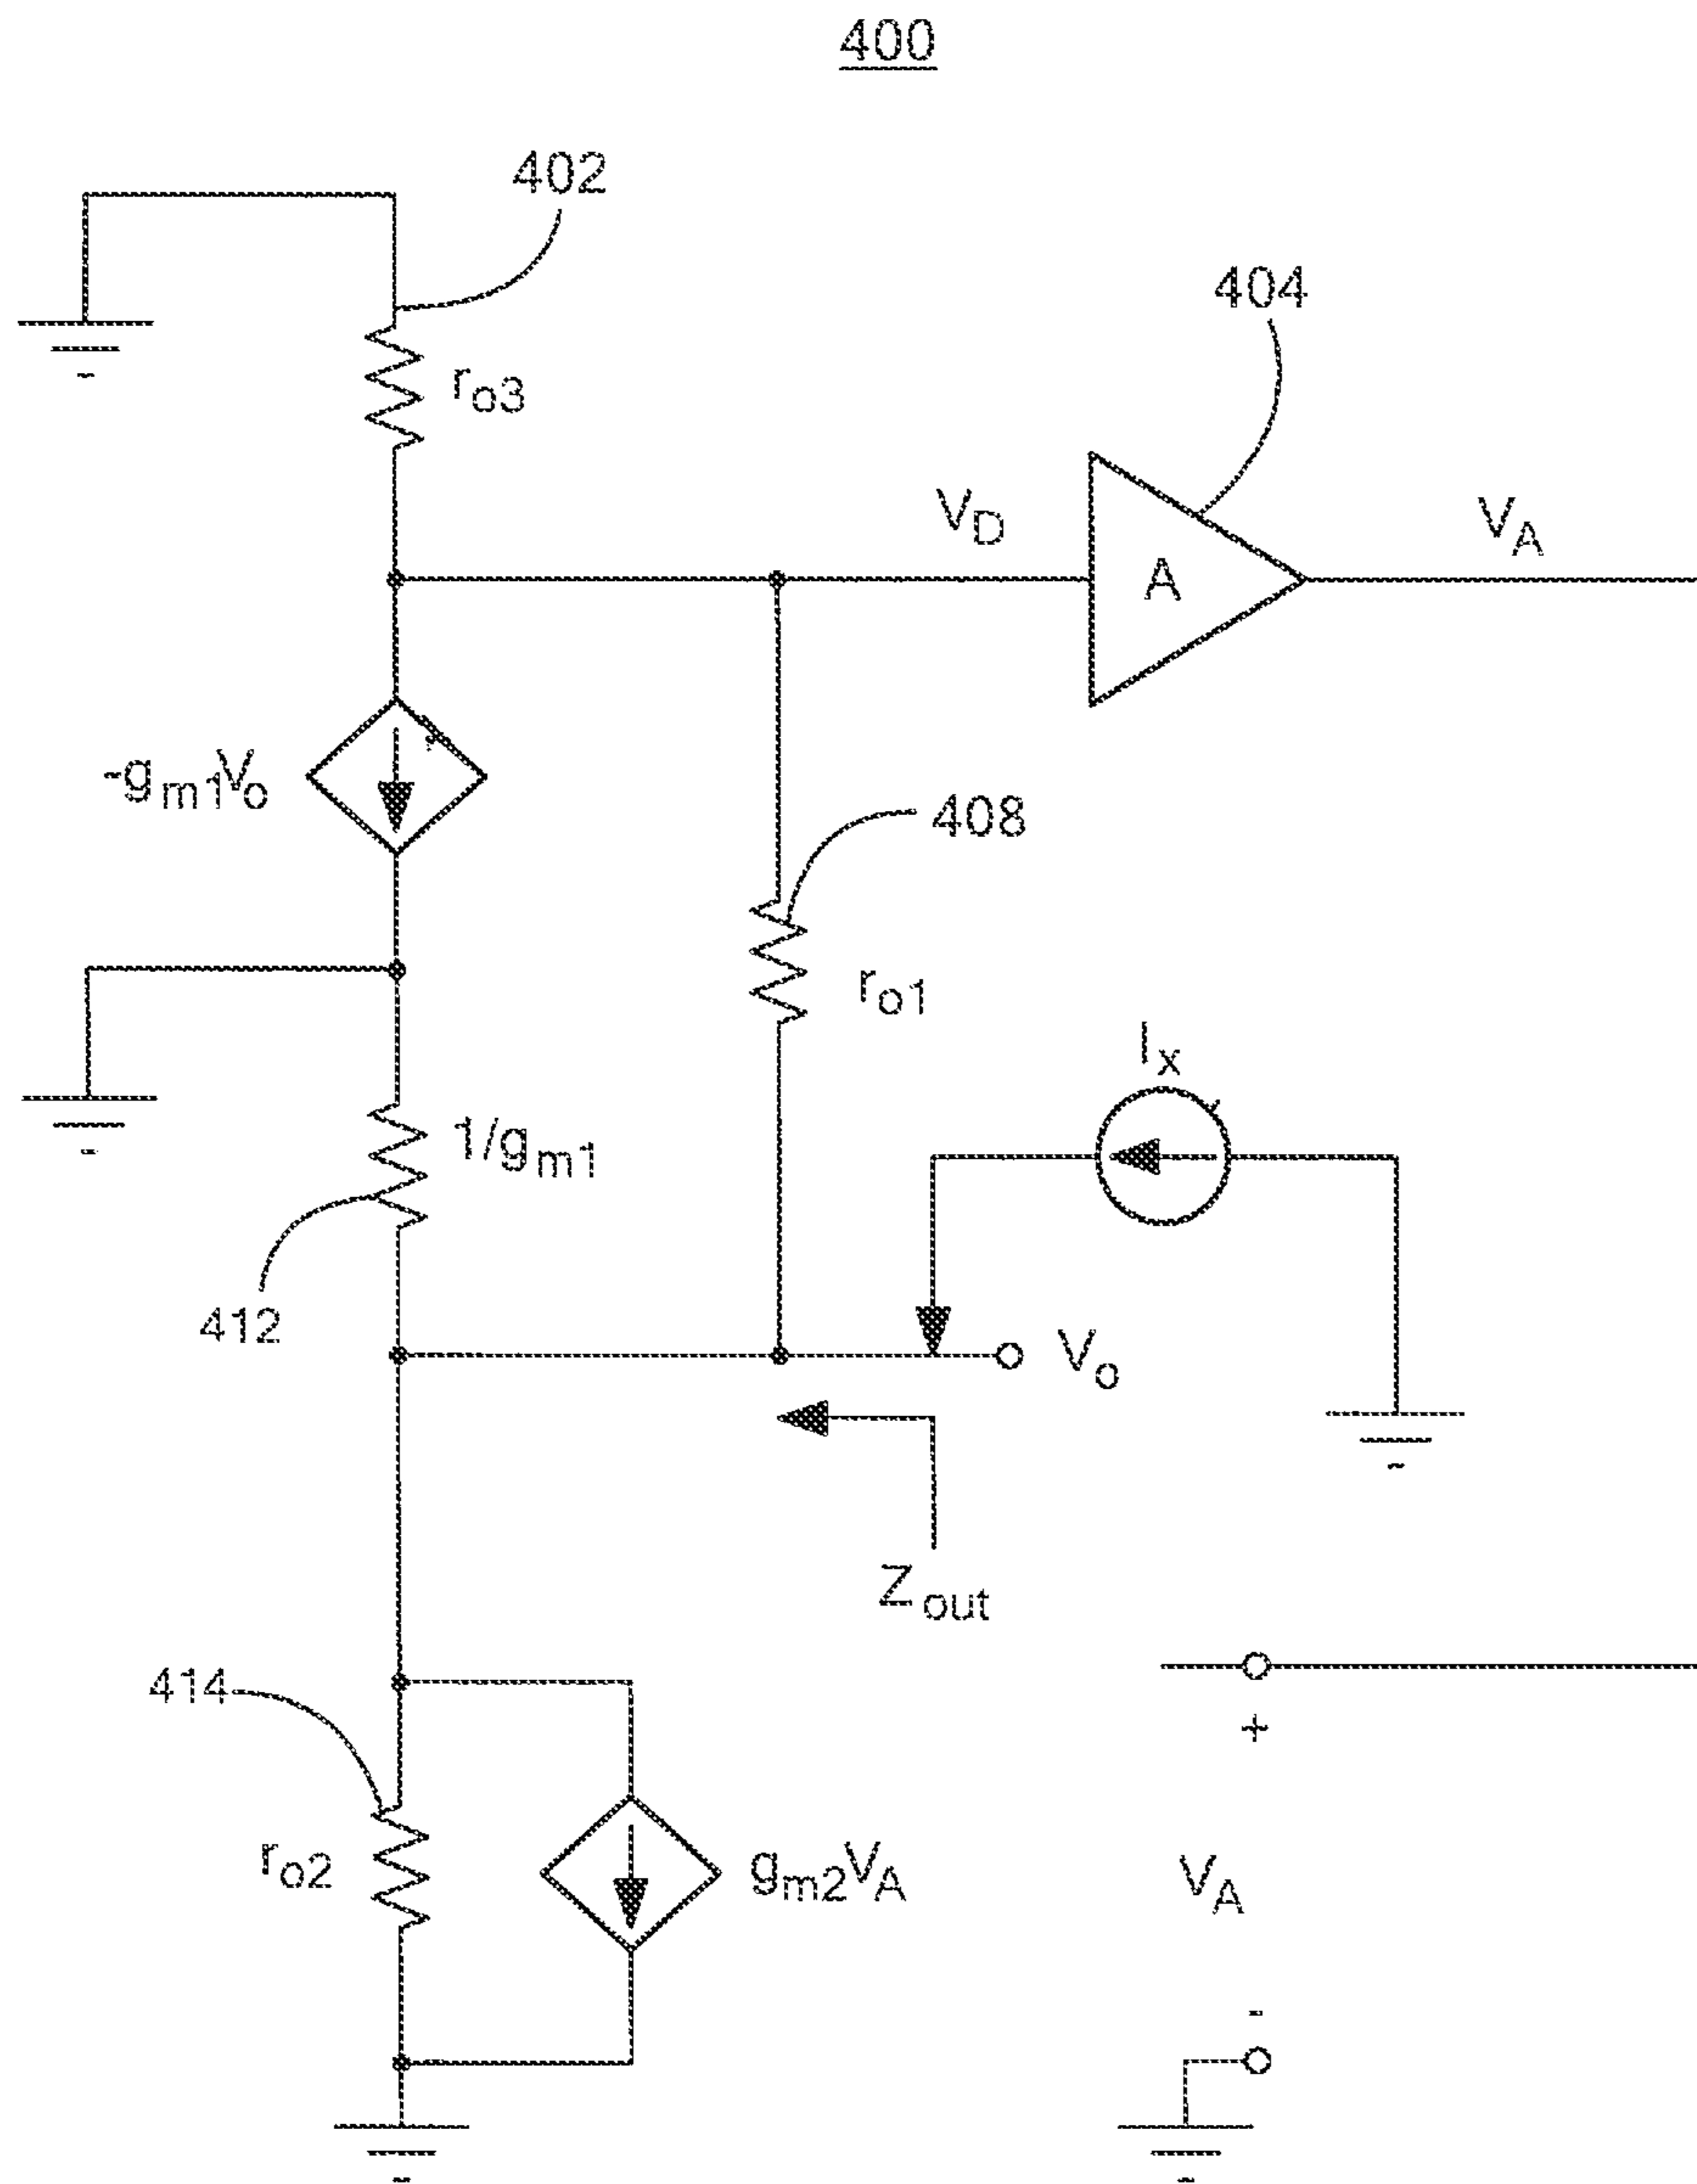 400
402
404
r_o3
V_D
V_A
A
-g_m1V_o
408
r_o1
I_x
1/g_m1
412
V_o
Z_out
414
+
r_o2
g_m2V_A
V_A
-